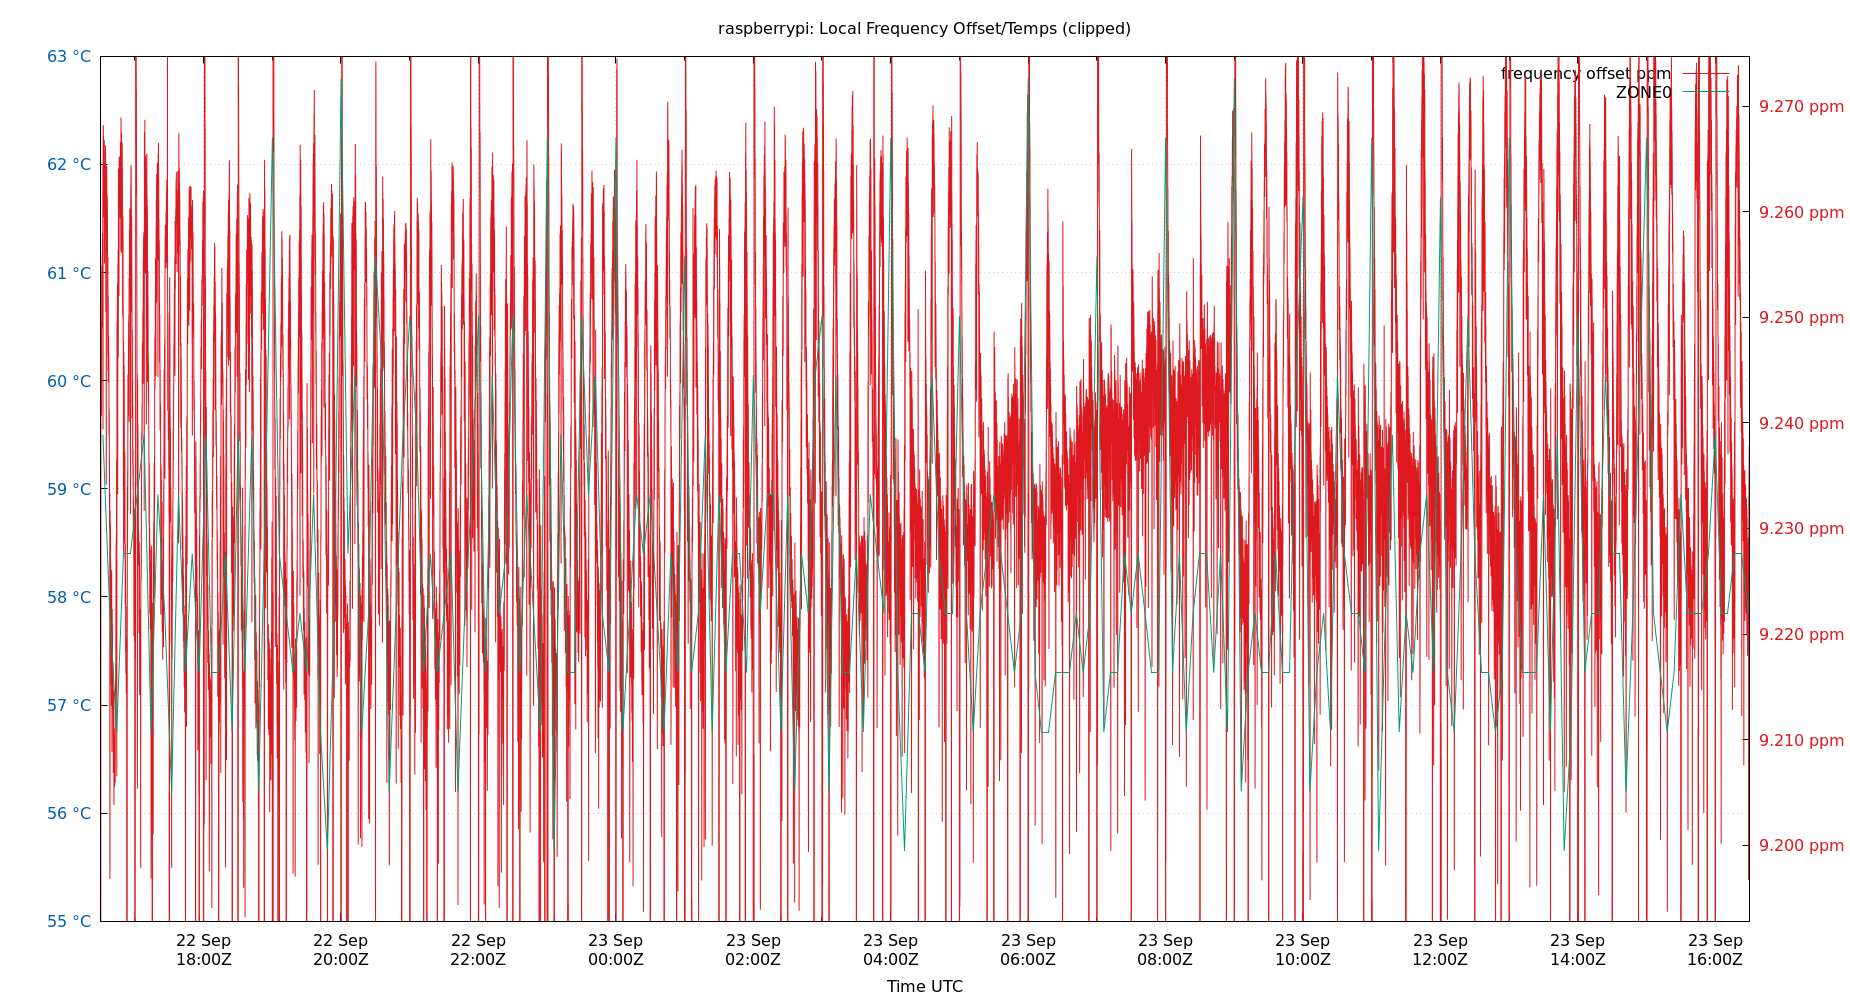 raspberrypi: Local Frequency Offset/Temps (clipped)
63 °C
62 °C
61 °C
60 °C
59 °C
58 °C
57 °C
56 °C
55 °C
frequency offset ppm
ZONE0
9.270 ppm
9.260 ppm
9.250 ppm
9.240 ppm
9.230 ppm
9.220 ppm
9.210 ppm
9.200 ppm
22 Sep 22 Sep 22 Sep 23 Sep 23 Sep 23 Sep 23 Sep 23 Sep 23 Sep 23 Sep 23 Sep 23 Sep
18:00Z 20:00Z 22:00Z 00:00Z 02:00Z 04:00Z 06:00Z 08:00Z 10:00Z 12:00Z 14:00Z 16:00Z
Time UTC